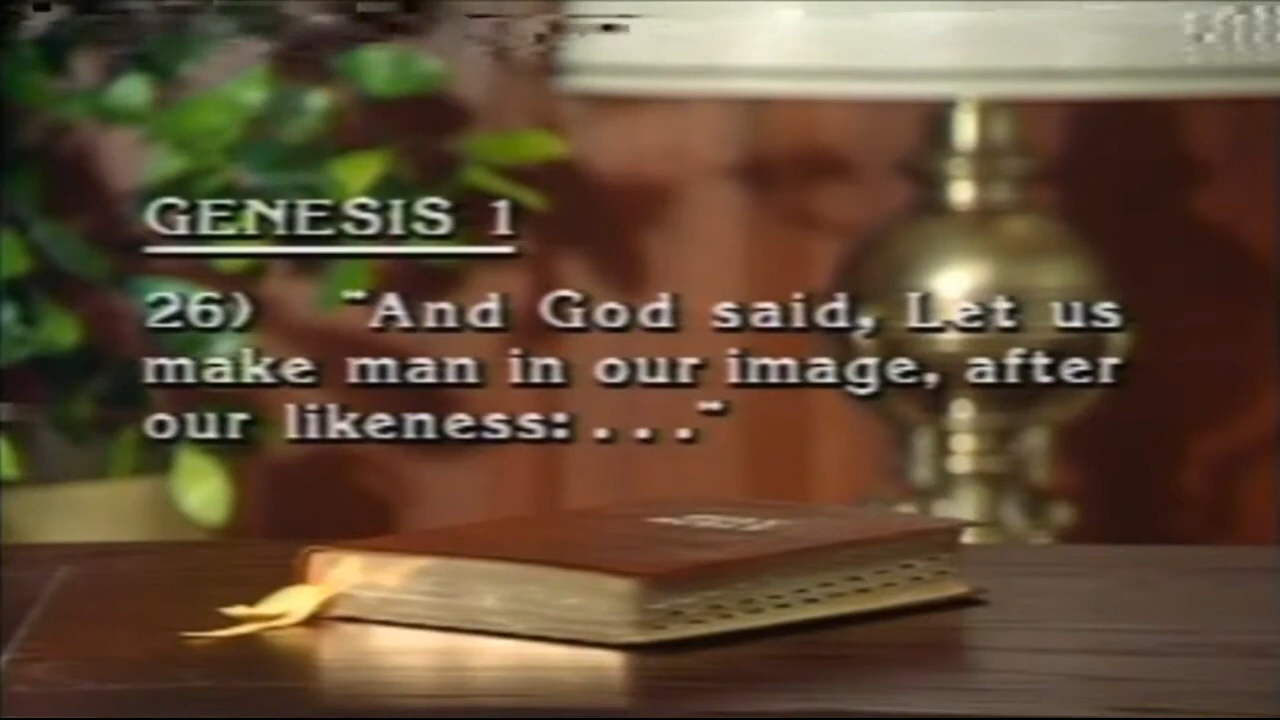 GENESIS 1
26) "And God said, Let us
make man in our image, after
our likeness: . . ."